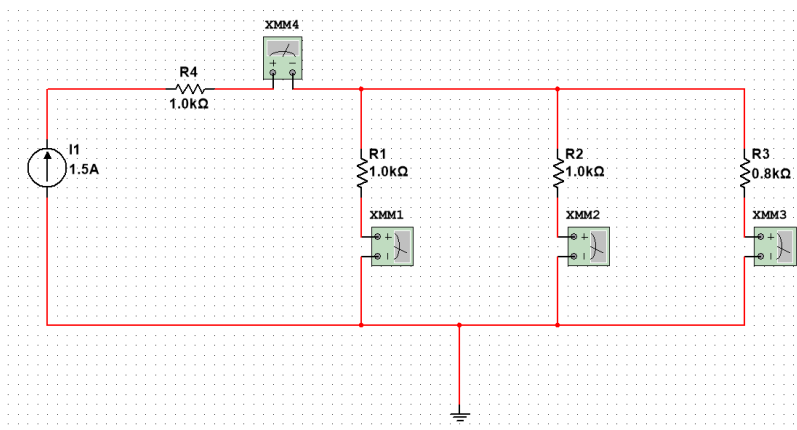 XMM4
R4
1.0kΩ
I1
1.5A
R1
1.0kΩ
R2
1.0kΩ
R3
0.8kΩ
XMM1
XMM2
XMM3